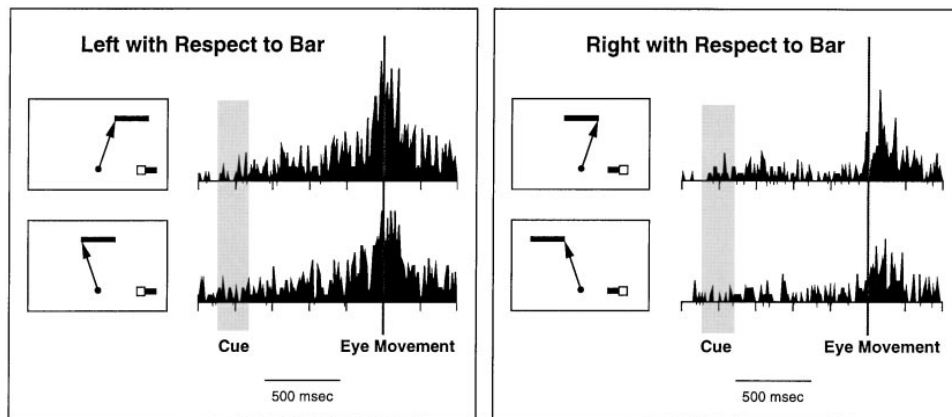 Left with Respect to Bar
Cue
Eye Movement
500 msec
Right with Respect to Bar
Cue
Eye Movement
500 msec